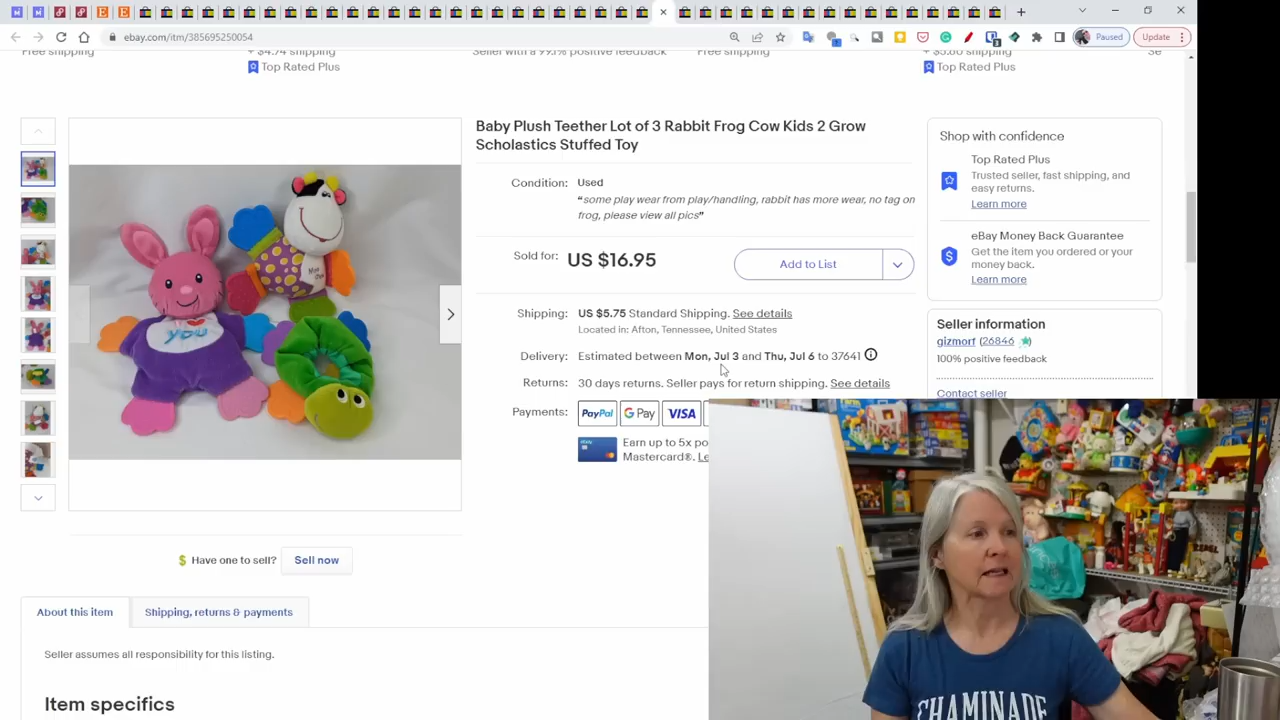 Paused
Update
ebay.com/itm/385695250054
Free shipping
+ $4.74 shipping
Seller with a 99.1% positive feedback
Free shipping
+ $5.80 shipping
Se
Top Rated Plus
Top Rated Plus
Baby Plush Teether Lot of 3 Rabbit Frog Cow Kids 2 Grow
Scholastics Stuffed Toy
Condition:
Used
“some play wear from play/handling, rabbit has more wear, no tag on
frog, please view all pics”
Sold for:
US $16.95
Add to List
Shipping:
US $5.75 Standard Shipping. See details
Located in: Afton, Tennessee, United States
Delivery:
Estimated between Mon, Jul 3 and Thu, Jul 6 to 37641
Returns:
30 days returns. Seller pays for return shipping. See details
Payments:
PayPal
G Pay
VISA
Earn up to 5x po
Mastercard®. Le
Shop with confidence
Top Rated Plus
Trusted seller, fast shipping, and
easy returns.
Learn more
eBay Money Back Guarantee
Get the item you ordered or your
money back.
Learn more
Seller information
gizmorf (26846
100% positive feedback
Contact seller
you
Have one to sell?
Sell now
About this item
Shipping, returns & payments
Seller assumes all responsibility for this listing.
Item specifics
CHAMINADE